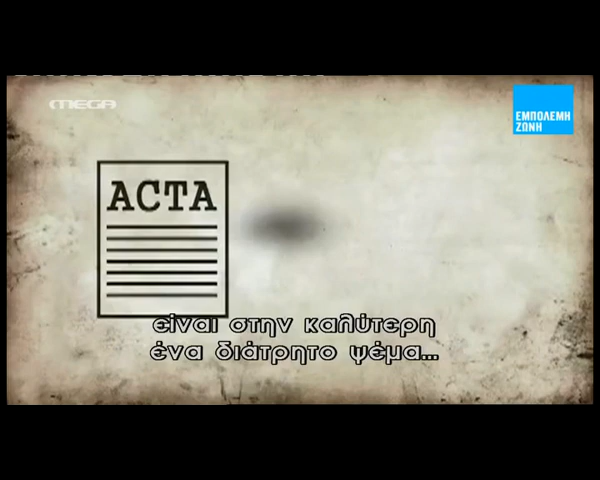 MEGA
ΕΜΠΟΛΕΜΗ
ΖΩΝΗ
ACTA
είναι στην καλύτερη
ένα διάτρητο ψέμα...